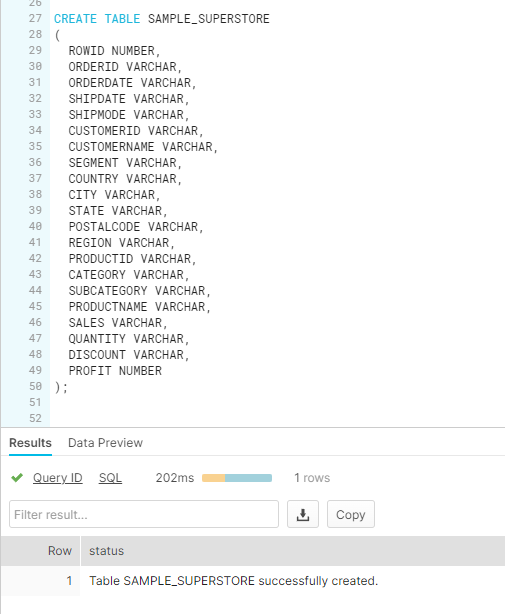 26
27 CREATE TABLE SAMPLE_SUPERSTORE
28 (
29 ROWID NUMBER,
30 ORDERID VARCHAR,
31 ORDERDATE VARCHAR,
32 SHIPDATE VARCHAR,
33 SHIPMODE VARCHAR,
34 CUSTOMERID VARCHAR,
35 CUSTOMERNAME VARCHAR,
36 SEGMENT VARCHAR,
37 COUNTRY VARCHAR,
38 CITY VARCHAR,
39 STATE VARCHAR,
40 POSTALCODE VARCHAR,
41 REGION VARCHAR,
42 PRODUCTID VARCHAR,
43 CATEGORY VARCHAR,
44 SUBCATEGORY VARCHAR,
45 PRODUCTNAME VARCHAR,
46 SALES VARCHAR,
47 QUANTITY VARCHAR,
48 DISCOUNT VARCHAR,
49 PROFIT NUMBER
50 );
51
52
Results Data Preview
Query ID SQL 202ms 1 rows
Filter result... Copy
Row status
1 Table SAMPLE_SUPERSTORE successfully created.